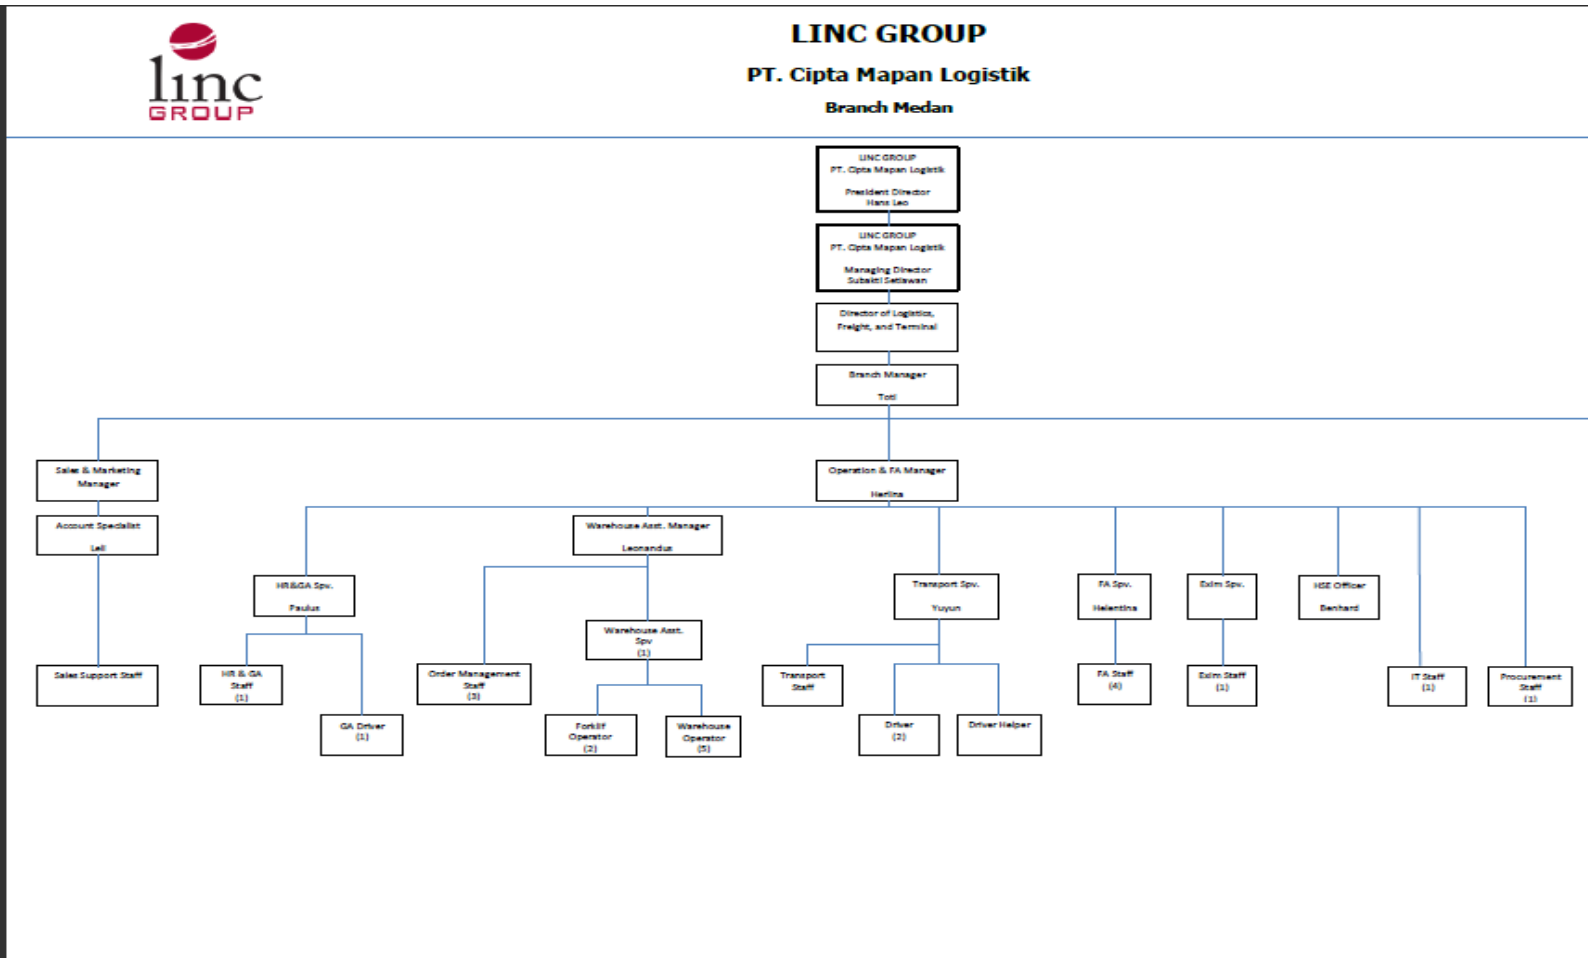 linc
GROUP
LINC GROUP
PT. Cipta Mapan Logistik
Branch Medan
LINC GROUP
PT. Cipta Mapan Logistik
President Director
Hans Leo
LINC GROUP
PT. Cipta Mapan Logistik
Managing Director
Subakti Setiawan
Director of Logistics,
Freight, and Terminal
Branch Manager
Toti
Sales & Marketing
Manager
Operation & FA Manager
Herlina
Account Specialist
Leli
Warehouse Asst. Manager
Leonandus
HR&GA Spv.
Paulus
Transport Spv.
Yuyun
FA Spv.
Helentina
Exim Spv.
HSE Officer
Benhard
Warehouse Asst.
Spv
(1)
Sales Support Staff
HR & GA
Staff
(1)
Order Management
Staff
(3)
Transport
Staff
FA Staff
(4)
Exim Staff
(1)
IT Staff
(1)
Procurement
Staff
(1)
GA Driver
(1)
Forklif
Operator
(2)
Warehouse
Operator
(5)
Driver
(2)
Driver Helper